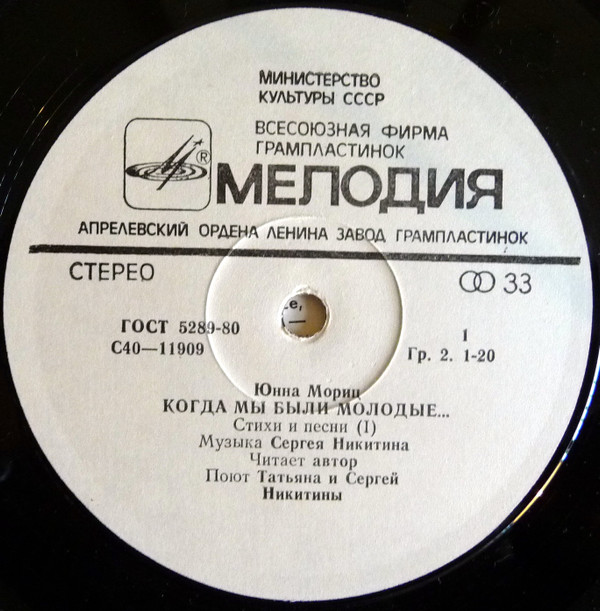 МИНИСТЕРСТВО
КУЛЬТУРЫ СССР
ВСЕСОЮЗНАЯ ФИРМА
ГРАМПЛАСТИНОК
®
МЕЛОДИЯ
АПРЕЛЕВСКИЙ ОРДЕНА ЛЕНИНА ЗАВОД ГРАМПЛАСТИНОК
СТЕРЕО
33
ГОСТ 5289-80
С40—11909
1
Гр. 2. 1-20
Юнна Мориц
КОГДА МЫ БЫЛИ МОЛОДЫЕ...
Стихи и песни (I)
Музыка Сергея Никитина
Читает автор
Поют Татьяна и Сергей
Никитины